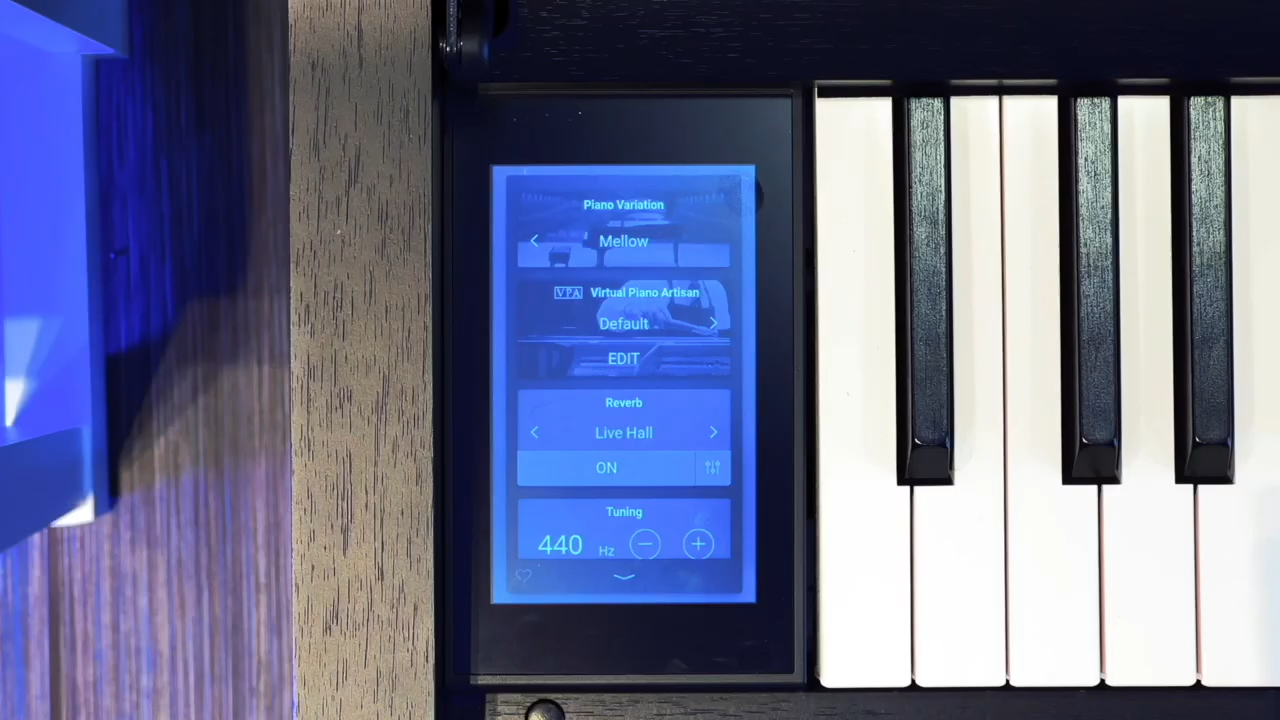 Piano Variation
Mellow
VPA Virtual Piano Artisan
Default
EDIT
Reverb
Live Hall
ON
Tuning
440 Hz